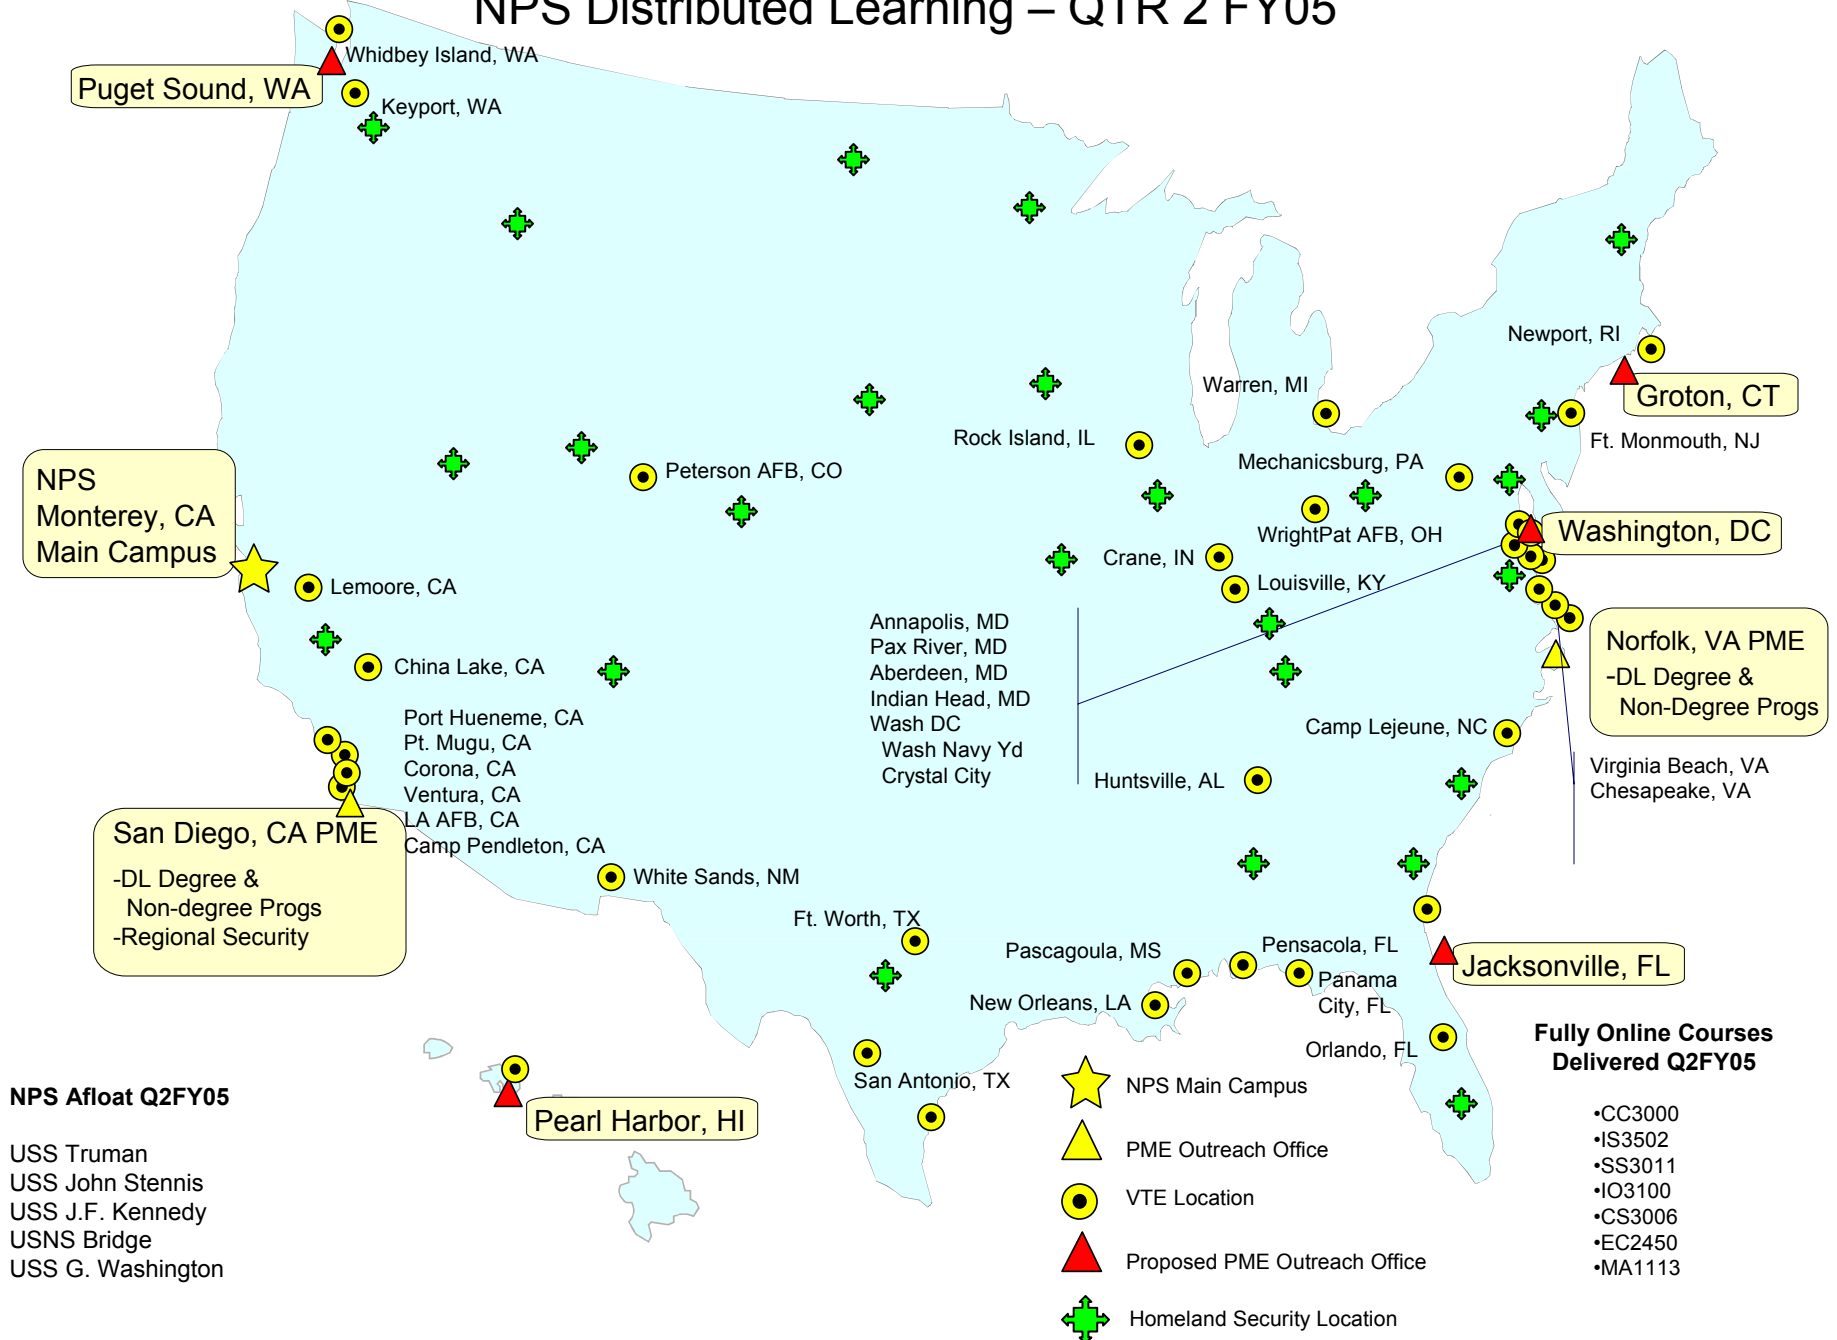 NPS Distributed Learning – QTR 2 FY05
Whidbey Island, WA
Puget Sound, WA
Keyport, WA
Newport, RI
Warren, MI
Groton, CT
Rock Island, IL
Ft. Monmouth, NJ
Mechanicsburg, PA
Peterson AFB, CO
NPS
Monterey, CA
Main Campus
WrightPat AFB, OH
Washington, DC
Crane, IN
Lemoore, CA
Louisville, KY
Annapolis, MD
Pax River, MD
Aberdeen, MD
Indian Head, MD
Wash DC
Wash Navy Yd
Crystal City
Norfolk, VA PME
-DL Degree &
Non-Degree Progs
China Lake, CA
Port Hueneme, CA
Pt. Mugu, CA
Corona, CA
Ventura, CA
LA AFB, CA
Camp Pendleton, CA
Camp Lejeune, NC
Virginia Beach, VA
Chesapeake, VA
Huntsville, AL
San Diego, CA PME
-DL Degree &
Non-degree Progs
-Regional Security
White Sands, NM
Ft. Worth, TX
Pascagoula, MS
Pensacola, FL
Jacksonville, FL
Panama
City, FL
New Orleans, LA
Orlando, FL
San Antonio, TX
Pearl Harbor, HI
NPS Afloat Q2FY05
USS Truman
USS John Stennis
USS J.F. Kennedy
USNS Bridge
USS G. Washington
NPS Main Campus
PME Outreach Office
VTE Location
Proposed PME Outreach Office
Homeland Security Location
Fully Online Courses
Delivered Q2FY05
•CC3000
•IS3502
•SS3011
•IO3100
•CS3006
•EC2450
•MA1113